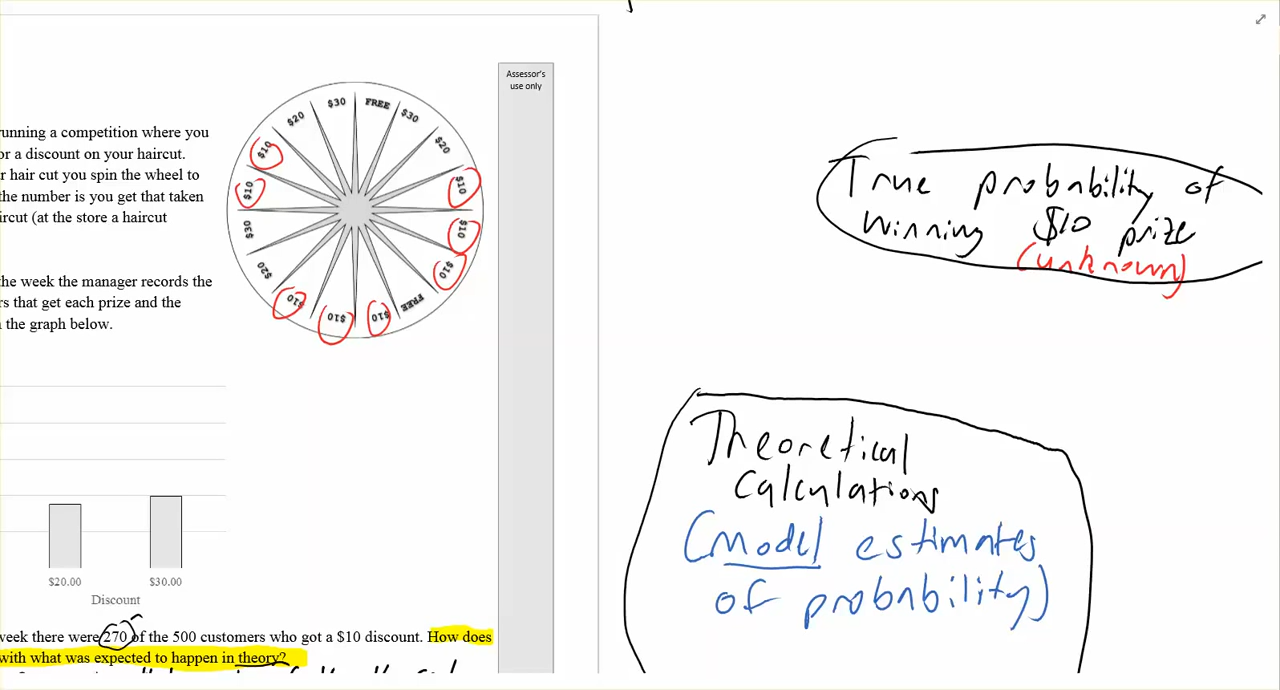 Assessor's
use only
unning a competition where you
or a discount on your haircut.
r hair cut you spin the wheel to
he number is you get that taken
ircut (at the store a haircut
he week the manager records the
rs that get each prize and the
the graph below.
FREE
$30
$20
$10
$10
$10
FREE
$10
$10
$10
$20
$30
$10
$10
$20
$30
$20.00 $30.00
Discount
week there were 270 of the 500 customers who got a $10 discount. How does
with what was expected to happen in theory?
True probability of
winning $10 prize
(unknown)
Theoretical
Calculations
(model estimates
of probability)